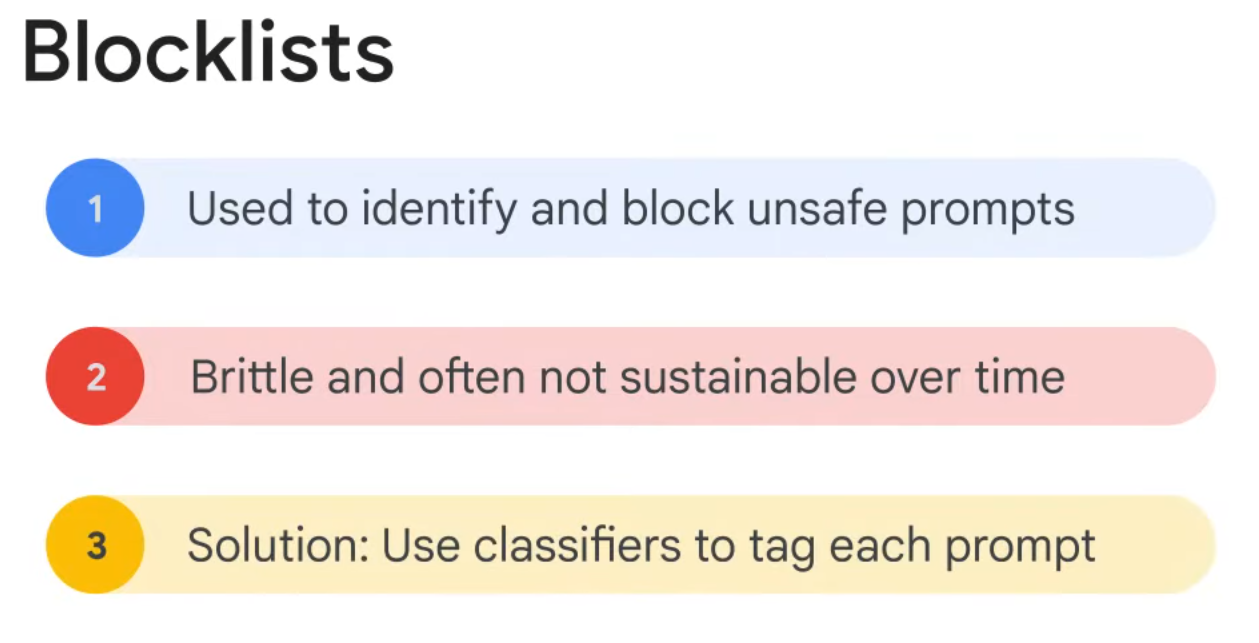 Blocklists
1 Used to identify and block unsafe prompts
2 Brittle and often not sustainable over time
3 Solution: Use classifiers to tag each prompt